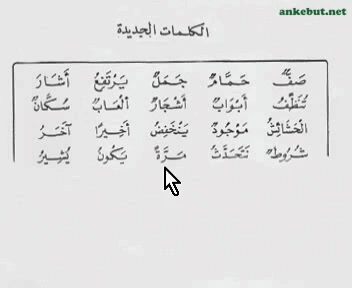 ankebut.net
الكلمات الجديدة
صَفٌّ حَمَّامٌ جَمَلٌ يَرْتَفِعُ أَشَارَ
تُنَظِّفُ أَبْوَابٌ أَشْجَارٌ أَلْعَابٌ سُكَّانٌ
الْحَشَائِشُ مَوْجُودٌ يَنْخَفِضُ أَخِيرًا آخَرُ
شُرُوطٌ تَتَحَدَّثُ مَرَّةً يَكُونُ يُشِيرُ